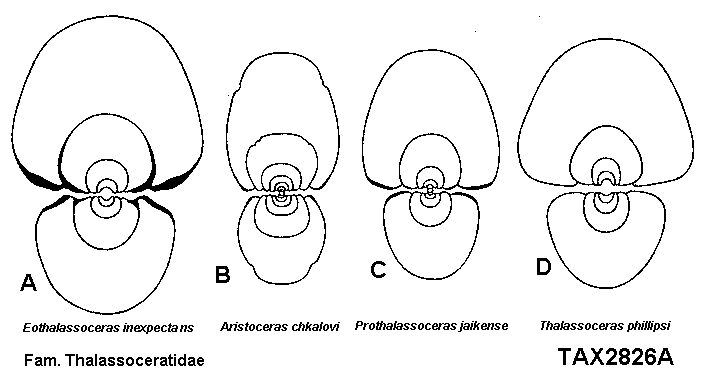 A
B
C
D
Eothalassoceras inexpectans Aristoceras chkalovi Prothalassoceras jaikense Thalassoceras phillipsi
Fam. Thalassoceratidae TAX2826A